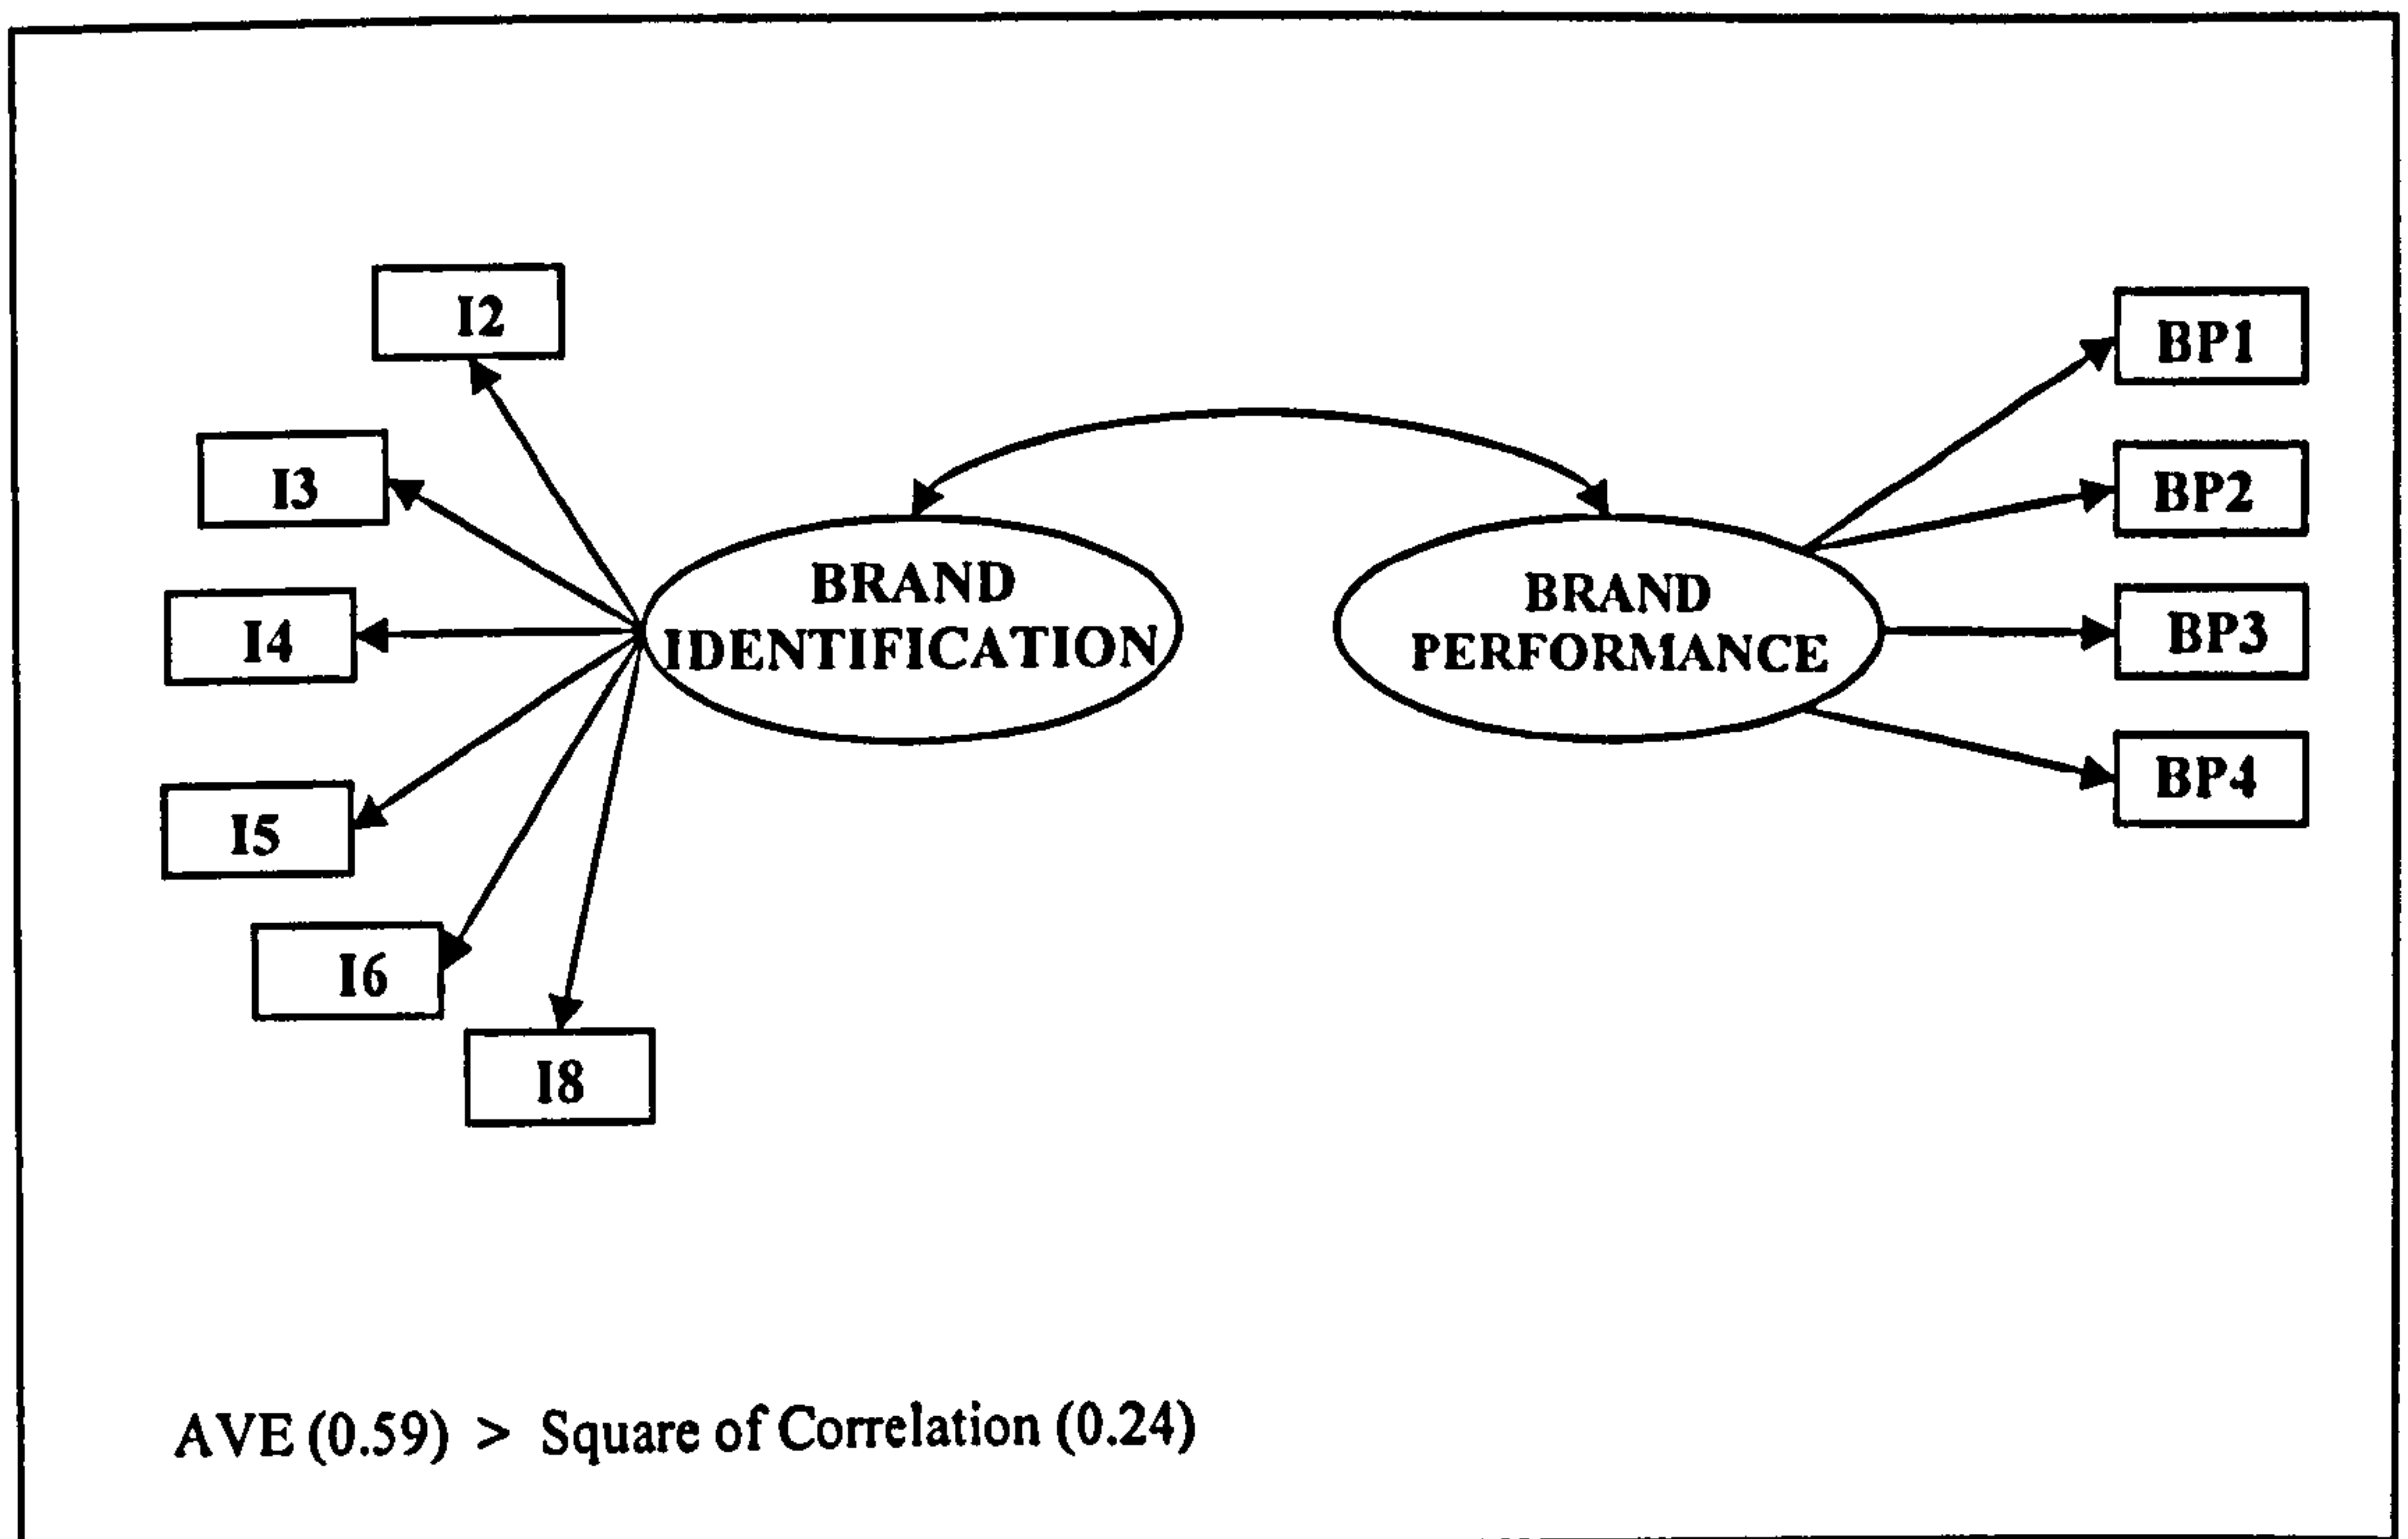 I2
I3
I4
I5
I6
I8
BRAND
IDENTIFICATION
BRAND
PERFORMANCE
BP1
BP2
BP3
BP4
AVE (0.59) > Square of Correlation (0.24)